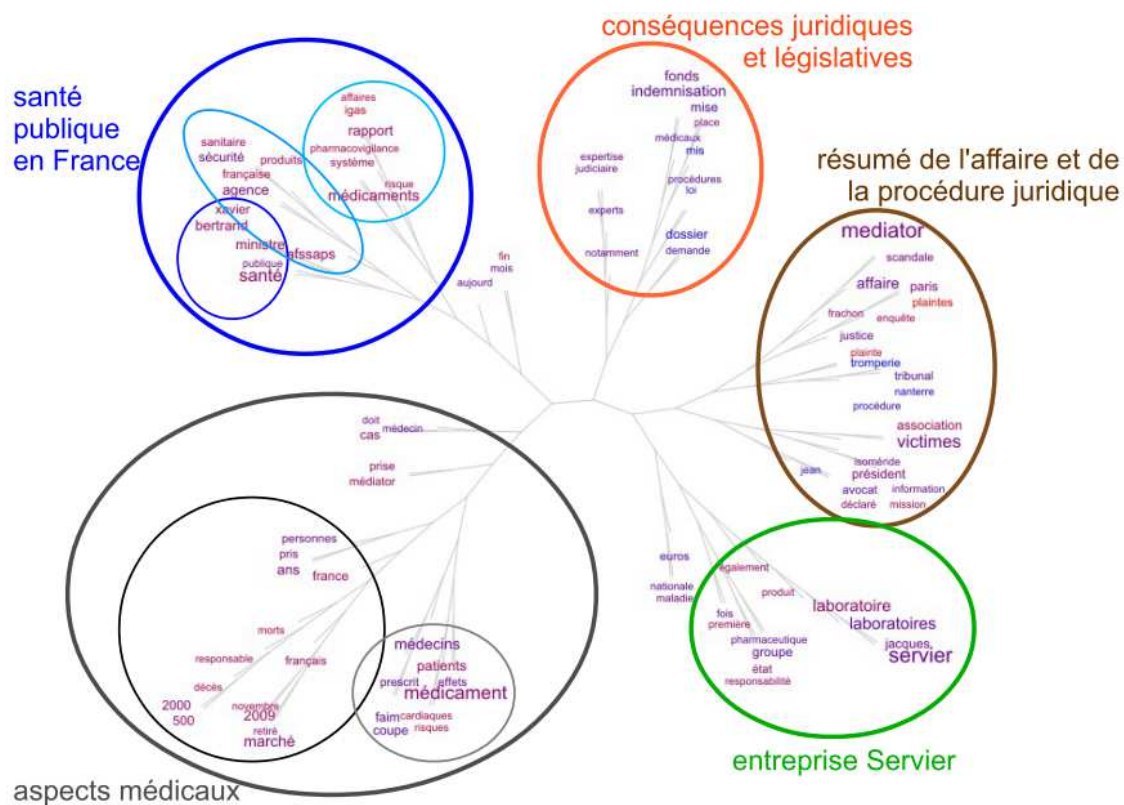 conséquences juridiques
et législatives
santé
publique
en France
affaires
igas
rapport
pharmacovigilance
système
risque
médicaments
sanitaire
sécurité
produits
française
agence
xavier
bertrand
ministre
afssaps
publique
santé
fin
mois
aujourd
fonds
indemnisation
mise
place
médicaux
mis
expertise
judiciaire
procédures
loi
experts
dossier
notamment
demande
résumé de l'affaire et de
la procédure juridique
mediator
scandale
affaire
paris
plaintes
frachon
enquête
justice
plainte
tromperie
tribunal
nanterre
procédure
association
victimes
isoméride
jean
président
avocat
information
déclaré
mission
doit
médecin
cas
prise
médiator
personnes
pris
ans
france
morts
responsable
français
décès
2000
500
novembre
2009
retiré
marché
médecins
patients
prescrit
effets
médicament
faim
cardiaques
coupe
risques
aspects médicaux
euros
nationale
maladie
également
produit
laboratoire
fois
première
laboratoires
pharmaceutique
groupe
jacques,
servier
état
responsabilité
entreprise Servier